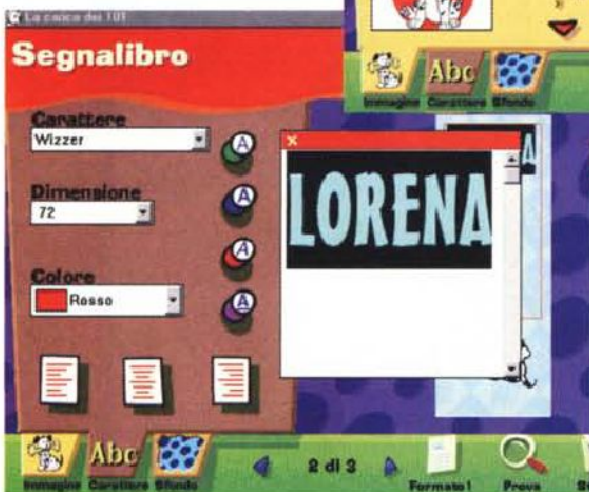 La carica dei 101
Segnalibro
Abc
Immagine Carattere Sfondo
Carattere
Wizzer
A
Dimensione
72
A
Colore
Rosso
A
A
x
LORENA
A
Abc
Immagine Carattere Sfondo
2 di 3
Formato!
Prova